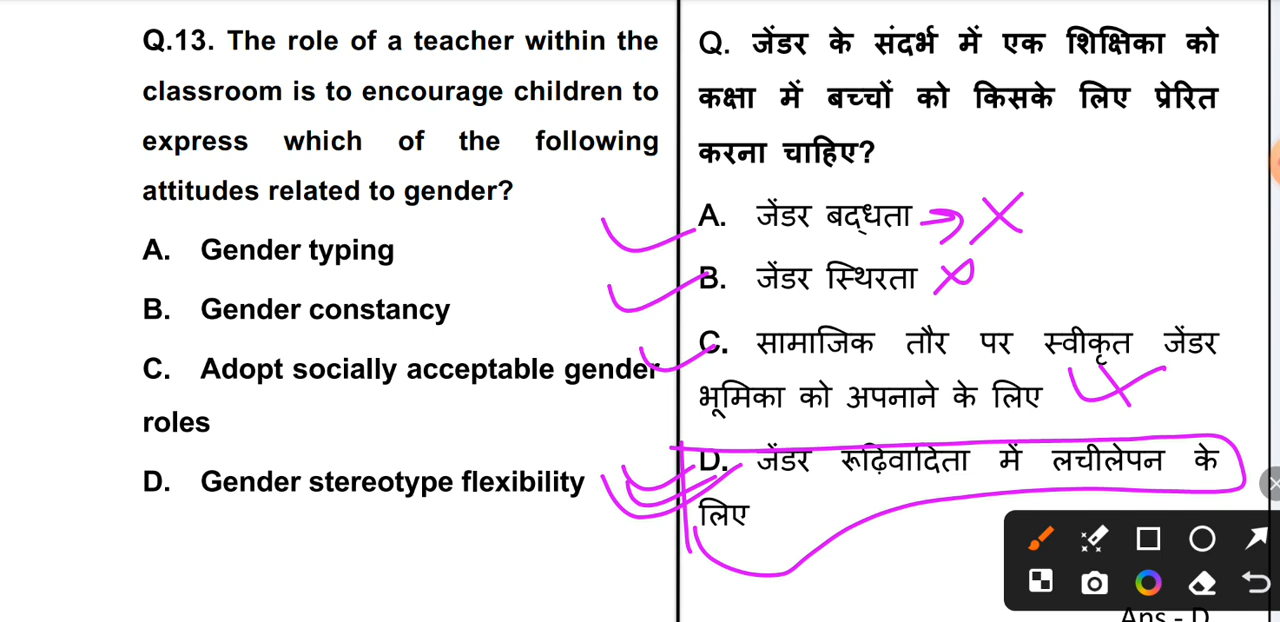 Q.13. The role of a teacher within the
classroom is to encourage children to
express which of the following
attitudes related to gender?
A. Gender typing
B. Gender constancy
C. Adopt socially acceptable gender
roles
D. Gender stereotype flexibility
Q. जेंडर के संदर्भ में एक शिक्षिका को
कक्षा में बच्चों को किसके लिए प्रेरित
करना चाहिए?
A. जेंडर बद्धता
B. जेंडर स्थिरता
C. सामाजिक तौर पर स्वीकृत जेंडर
भूमिका को अपनाने के लिए
D. जेंडर रूढ़िवादिता में लचीलेपन के
लिए
Ans - D